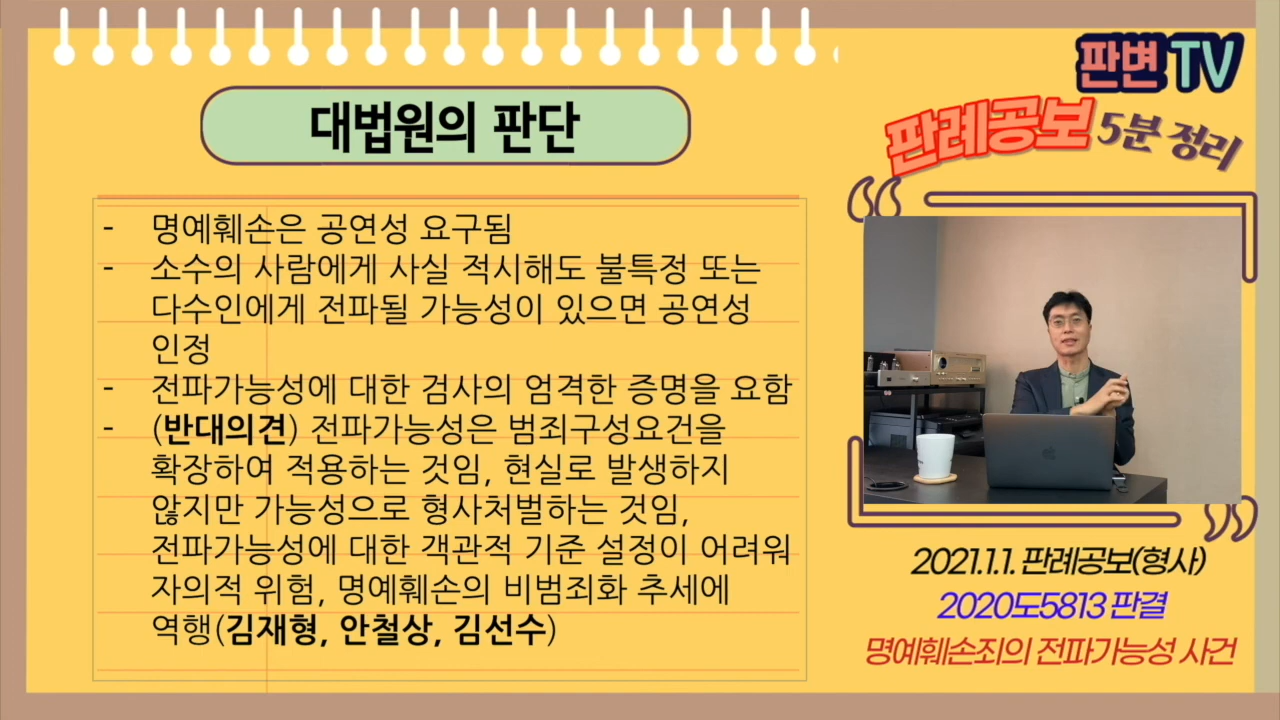 판변 TV
판례공보 5분 정리
대법원의 판단
- 명예훼손은 공연성 요구됨
- 소수의 사람에게 사실 적시해도 불특정 또는
다수인에게 전파될 가능성이 있으면 공연성
인정
- 전파가능성에 대한 검사의 엄격한 증명을 요함
- (반대의견) 전파가능성은 범죄구성요건을
확장하여 적용하는 것임, 현실로 발생하지
않지만 가능성으로 형사처벌하는 것임,
전파가능성에 대한 객관적 기준 설정이 어려워
자의적 위험, 명예훼손의 비범죄화 추세에
역행(김재형, 안철상, 김선수)
2021.1.1. 판례공보(형사)
2020도5813 판결
명예훼손죄의 전파가능성 사건